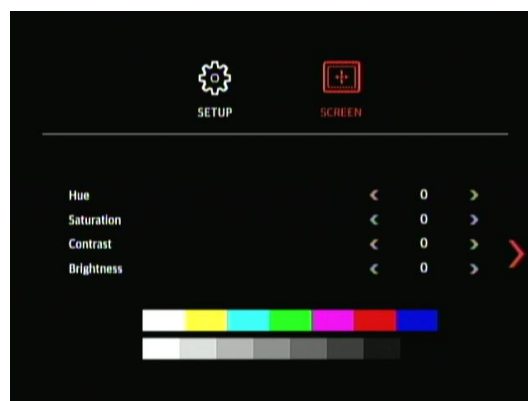 SETUP SCREEN
Hue 0
Saturation 0
Contrast 0
Brightness 0